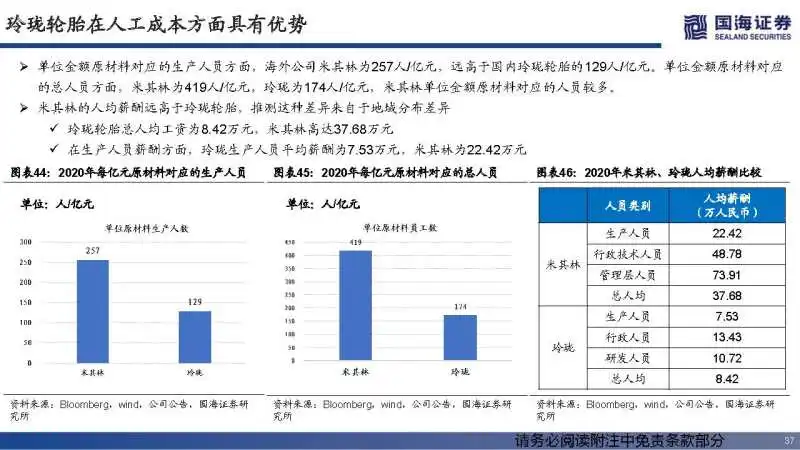 玲珑轮胎在人工成本方面具有优势
国海证券
SEALAND SECURITIES
➢ 单位金额原材料对应的生产人员方面，海外公司米其林为257人/亿元，远高于国内玲珑轮胎的129人/亿元。单位金额原材料对应
的总人员方面，米其林为419人/亿元，玲珑为174人/亿元，米其林单位金额原材料对应的人员较多。
➢ 米其林的人均薪酬远高于玲珑轮胎，推测这种差异来自于地域分布差异
✓ 玲珑轮胎总人均工资为8.42万元，米其林高达37.68万元
✓ 在生产人员薪酬方面，玲珑生产人员平均薪酬为7.53万元，米其林为22.42万元
图表44：2020年每亿元原材料对应的生产人员
单位：人/亿元
单位原材料生产人数
300
250
200
150
100
50
0
257
129
米其林
玲珑
资料来源：Bloomberg，wind，公司公告，国海证券研
究所
图表45：2020年每亿元原材料对应的总人员
单位：人/亿元
单位原材料员工数
450
400
350
300
250
200
150
100
50
0
419
174
米其林
玲珑
资料来源：Bloomberg，wind，公司公告，国海证券研
究所
图表46：2020年米其林、玲珑人均薪酬比较
人员类别 人均薪酬
（万人民币）
米其林
生产人员 22.42
行政技术人员 48.78
管理层人员 73.91
总人均 37.68
玲珑
生产人员 7.53
行政人员 13.43
研发人员 10.72
总人均 8.42
资料来源：Bloomberg，wind，公司公告，国海证券研
究所
请务必阅读附注中免责条款部分
37